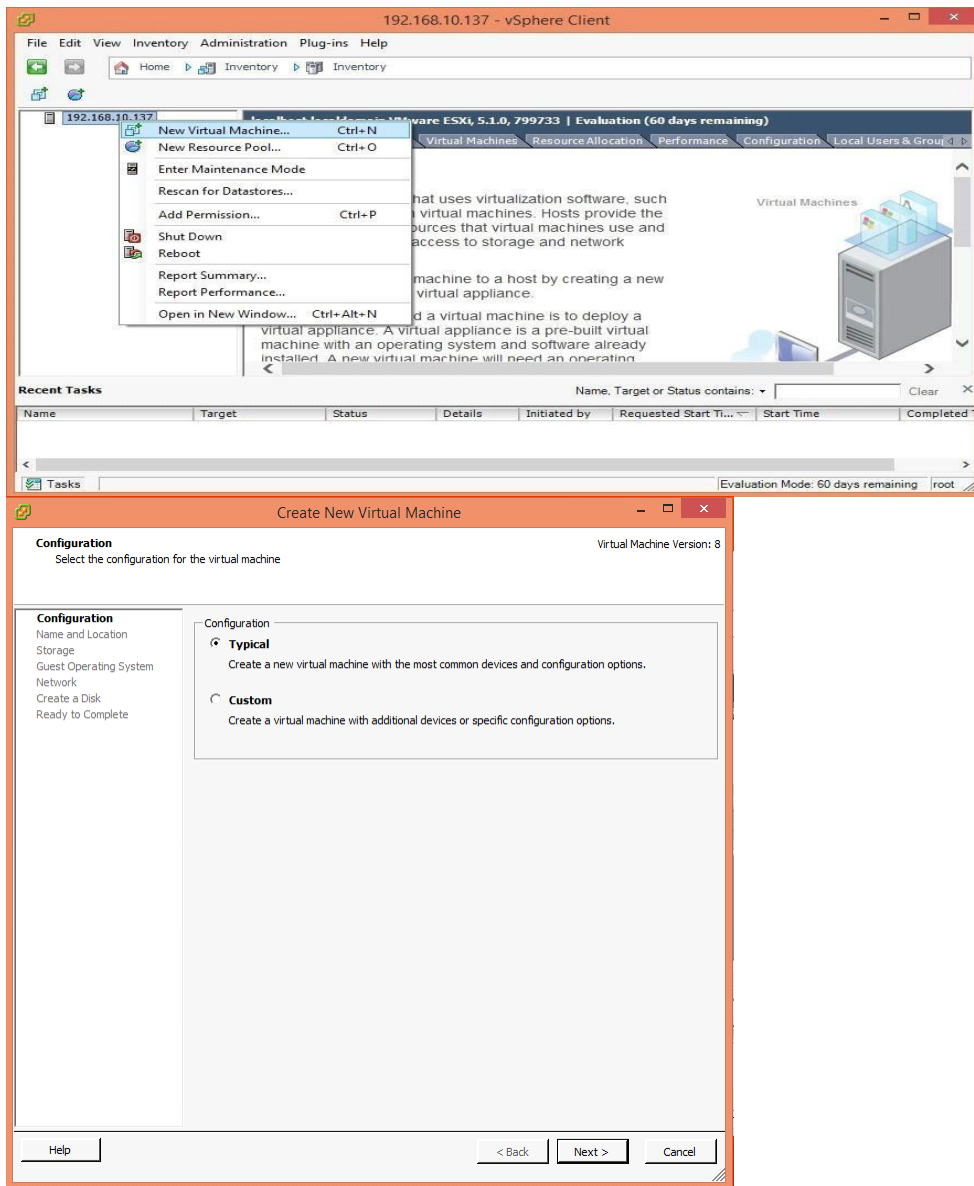 192.168.10.137 - vSphere Client
File Edit View Inventory Administration Plug-ins Help
Home Inventory Inventory
192.168.10.137
VMware ESXi, 5.1.0, 799733 | Evaluation (60 days remaining)
Virtual Machines Resource Allocation Performance Configuration Local Users & Group
New Virtual Machine... Ctrl+N
New Resource Pool... Ctrl+O
Enter Maintenance Mode
Rescan for Datastores...
Add Permission... Ctrl+P
Shut Down
Reboot
Report Summary...
Report Performance...
Open in New Window... Ctrl+Alt+N
hat uses virtualization software, such
virtual machines. Hosts provide the
ources that virtual machines use and
access to storage and network
machine to a host by creating a new
virtual appliance.
d a virtual machine is to deploy a
virtual appliance. A virtual appliance is a pre-built virtual
machine with an operating system and software already
installed. A new virtual machine will need an operating
Virtual Machines
Recent Tasks
Name, Target or Status contains: Clear
Name Target Status Details Initiated by Requested Start Ti... Start Time Completed
Tasks
Evaluation Mode: 60 days remaining root
Create New Virtual Machine
Configuration
Select the configuration for the virtual machine
Virtual Machine Version: 8
Configuration
Name and Location
Storage
Guest Operating System
Network
Create a Disk
Ready to Complete
Configuration
Typical
Create a new virtual machine with the most common devices and configuration options.
Custom
Create a virtual machine with additional devices or specific configuration options.
Help
< Back Next > Cancel